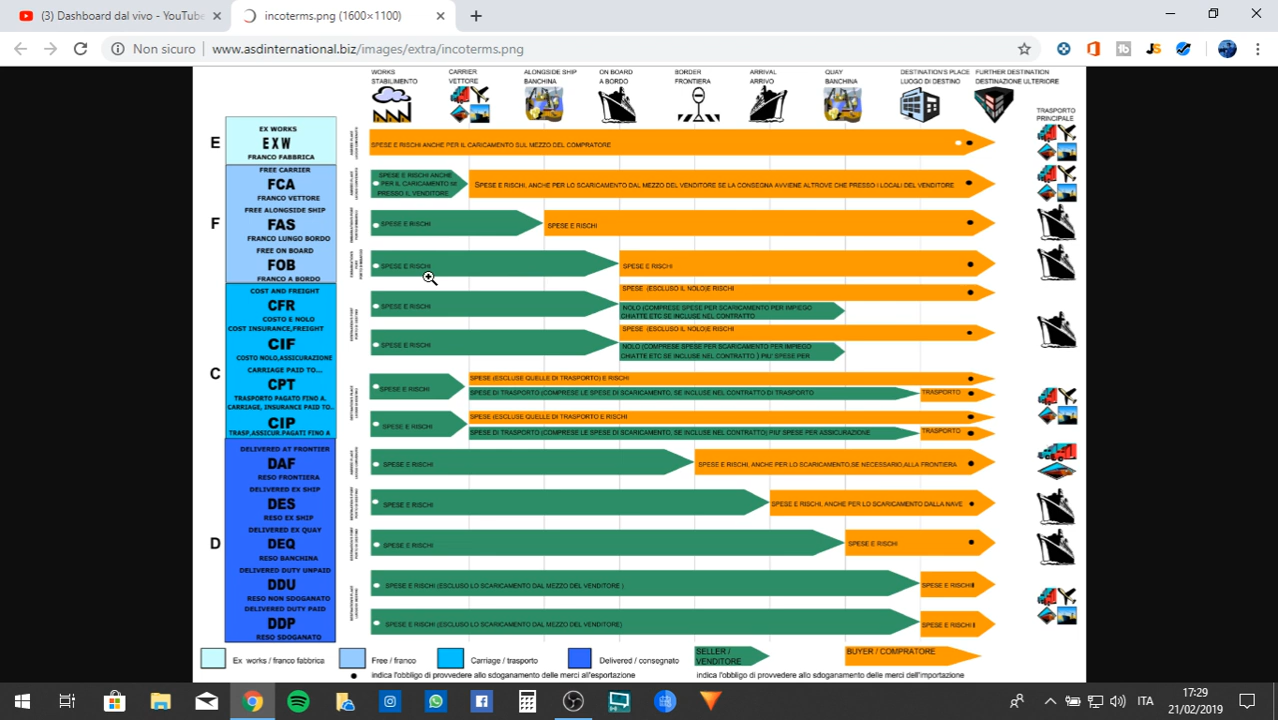 (3) Dashboard dal vivo - YouTube
incoterms.png (1600×1100)
Non sicuro
www.asdinternational.biz/images/extra/incoterms.png
WORKS
STABILIMENTO
CARRIER
VETTORE
ALONGSIDE SHIP
BANCHINA
ON BOARD
A BORDO
BORDER
FRONTIERA
ARRIVAL
ARRIVO
QUAY
BANCHINA
DESTINATION'S PLACE
LUOGO DI DESTINO
FURTHER DESTINATION
DESTINAZIONE ULTERIORE
TRASPORTO
PRINCIPALE
E
EX WORKS
EXW
FRANCO FABBRICA
SPESE E RISCHI ANCHE PER IL CARICAMENTO SUL MEZZO DEL COMPRATORE
FREE CARRIER
FCA
FRANCO VETTORE
SPESE E RISCHI ANCHE
PER IL CARICAMENTO SE
PRESSO IL VENDITORE
SPESE E RISCHI, ANCHE PER LO SCARICAMENTO DAL MEZZO DEL VENDITORE SE LA CONSEGNA AVVIENE ALTROVE CHE PRESSO I LOCALI DEL VENDITORE
F
FREE ALONGSIDE SHIP
FAS
FRANCO LUNGO BORDO
SPESE E RISCHI
SPESE E RISCHI
FREE ON BOARD
FOB
FRANCO A BORDO
SPESE E RISCHI
SPESE E RISCHI
COST AND FREIGHT
CFR
COSTO E NOLO
SPESE E RISCHI
SPESE (ESCLUSO IL NOLO)E RISCHI
NOLO (COMPRESE SPESE PER SCARICAMENTO PER IMPIEGO
CHIATTE ETC SE INCLUSE NEL CONTRATTO
COST INSURANCE,FREIGHT
CIF
COSTO NOLO,ASSICURAZIONE
SPESE E RISCHI
SPESE (ESCLUSO IL NOLO)E RISCHI
NOLO (COMPRESE SPESE PER SCARICAMENTO PER IMPIEGO
CHIATTE ETC SE INCLUSE NEL CONTRATTO ) PIU' SPESE PER
C
CARRIAGE PAID TO...
CPT
TRASPORTO PAGATO FINO A.
SPESE E RISCHI
SPESE (ESCLUSE QUELLE DI TRASPORTO) E RISCHI
SPESE DI TRASPORTO (COMPRESE LE SPESE DI SCARICAMENTO, SE INCLUSE NEL CONTRATTO DI TRASPORTO
TRASPORTO
CARRIAGE, INSURANCE PAID TO..
CIP
TRASP,ASSICUR.PAGATI FINO A
SPESE E RISCHI
SPESE (ESCLUSE QUELLE DI TRASPORTO E RISCHI
SPESE DI TRASPORTO (COMPRESE LE SPESE DI SCARICAMENTO, SE INCLUSE NEL CONTRATTO) PIU' SPESE PER ASSICURAZIONE
TRASPORTO
DELIVERED AT FRONTIER
DAF
RESO FRONTIERA
SPESE E RISCHI
SPESE E RISCHI, ANCHE PER LO SCARICAMENTO,SE NECESSARIO,ALLA FRONTIERA
DELIVERED EX SHIP
DES
RESO EX SHIP
SPESE E RISCHI
SPESE E RISCHI, ANCHE PER LO SCARICAMENTO DALLA NAVE
D
DELIVERED EX QUAY
DEQ
RESO BANCHINA
SPESE E RISCHI
SPESE E RISCHI
DELIVERED DUTY UNPAID
DDU
RESO NON SDOGANATO
SPESE E RISCHI (ESCLUSO LO SCARICAMENTO DAL MEZZO DEL VENDITORE )
SPESE E RISCHI
DELIVERED DUTY PAID
DDP
RESO SDOGANATO
SPESE E RISCHI (ESCLUSO LO SCARICAMENTO DAL MEZZO DEL VENDITORE)
SPESE E RISCHI
Ex works / franco fabbrica
Free / franco
Carriage / trasporto
Delivered / consegnato
SELLER /
VENDITORE
BUYER / COMPRATORE
indica l'obbligo di provvedere allo sdoganamento delle merci all'esportazione
indica l'obbligo di provvedere allo sdoganamento delle merci dell'importazione
ITA
17:29
21/02/2019